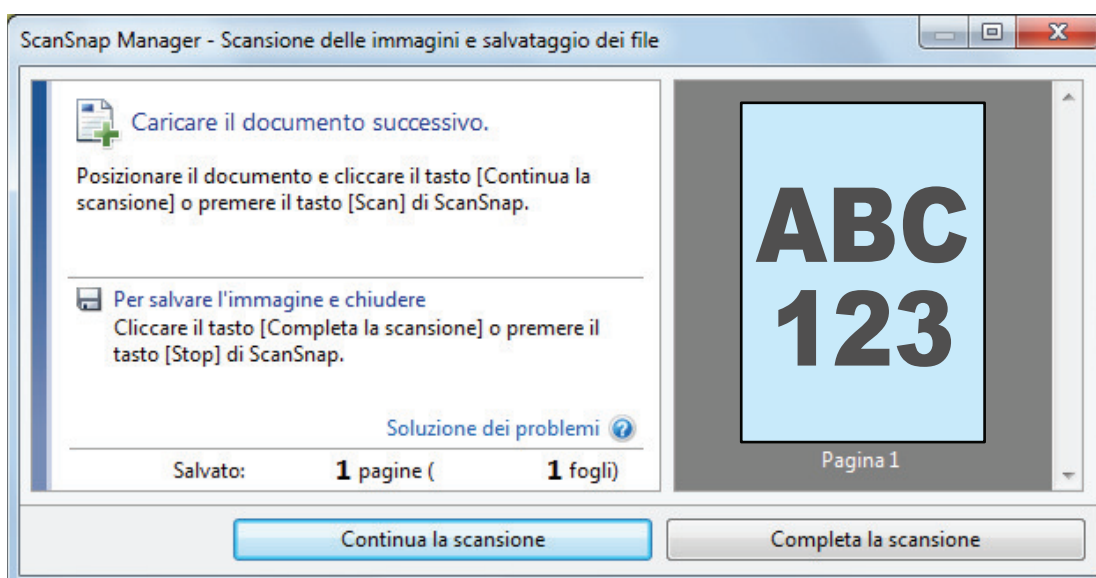 ScanSnap Manager - Scansione delle immagini e salvataggio dei file
Caricare il documento successivo.
Posizionare il documento e cliccare il tasto [Continua la
scansione] o premere il tasto [Scan] di ScanSnap.
Per salvare l'immagine e chiudere
Cliccare il tasto [Completa la scansione] o premere il
tasto [Stop] di ScanSnap.
Soluzione dei problemi
Salvato: 1 pagine ( 1 fogli)
ABC
123
Pagina 1
Continua la scansione
Completa la scansione